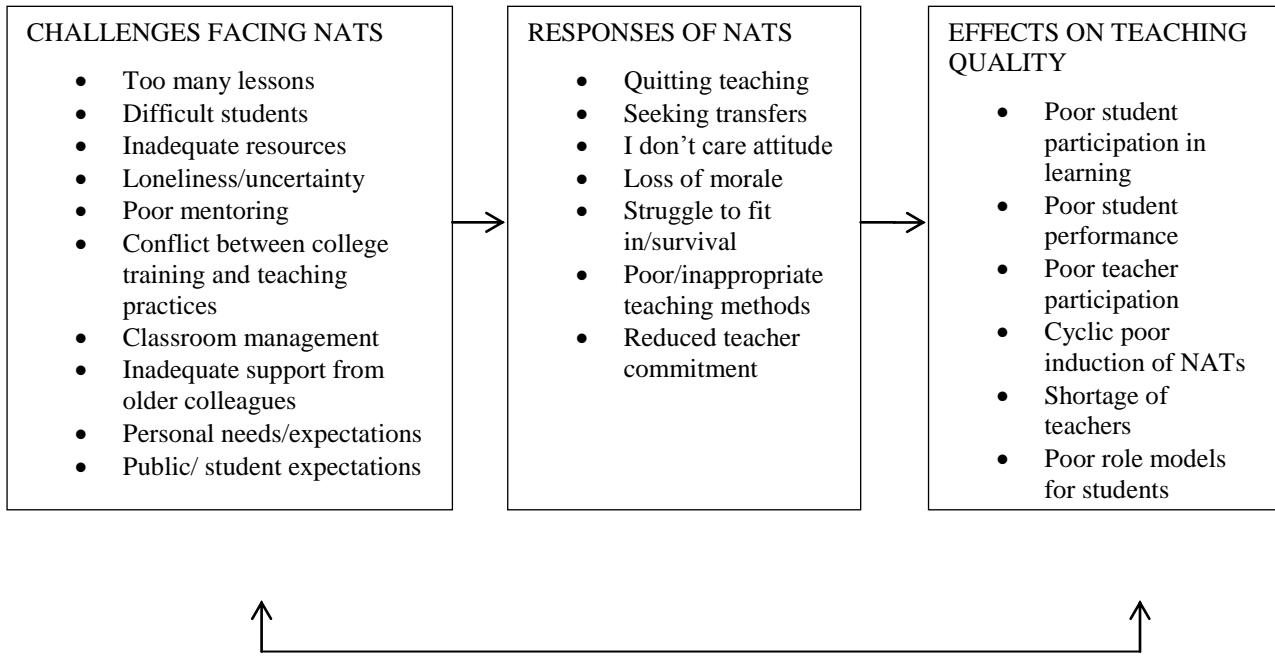 CHALLENGES FACING NATS
• Too many lessons
• Difficult students
• Inadequate resources
• Loneliness/uncertainty
• Poor mentoring
• Conflict between college
training and teaching
practices
• Classroom management
• Inadequate support from
older colleagues
• Personal needs/expectations
• Public/ student expectations
RESPONSES OF NATS
• Quitting teaching
• Seeking transfers
• I don’t care attitude
• Loss of morale
• Struggle to fit
in/survival
• Poor/inappropriate
teaching methods
• Reduced teacher
commitment
EFFECTS ON TEACHING
QUALITY
• Poor student
participation in
learning
• Poor student
performance
• Poor teacher
participation
• Cyclic poor
induction of NATs
• Shortage of
teachers
• Poor role models
for students